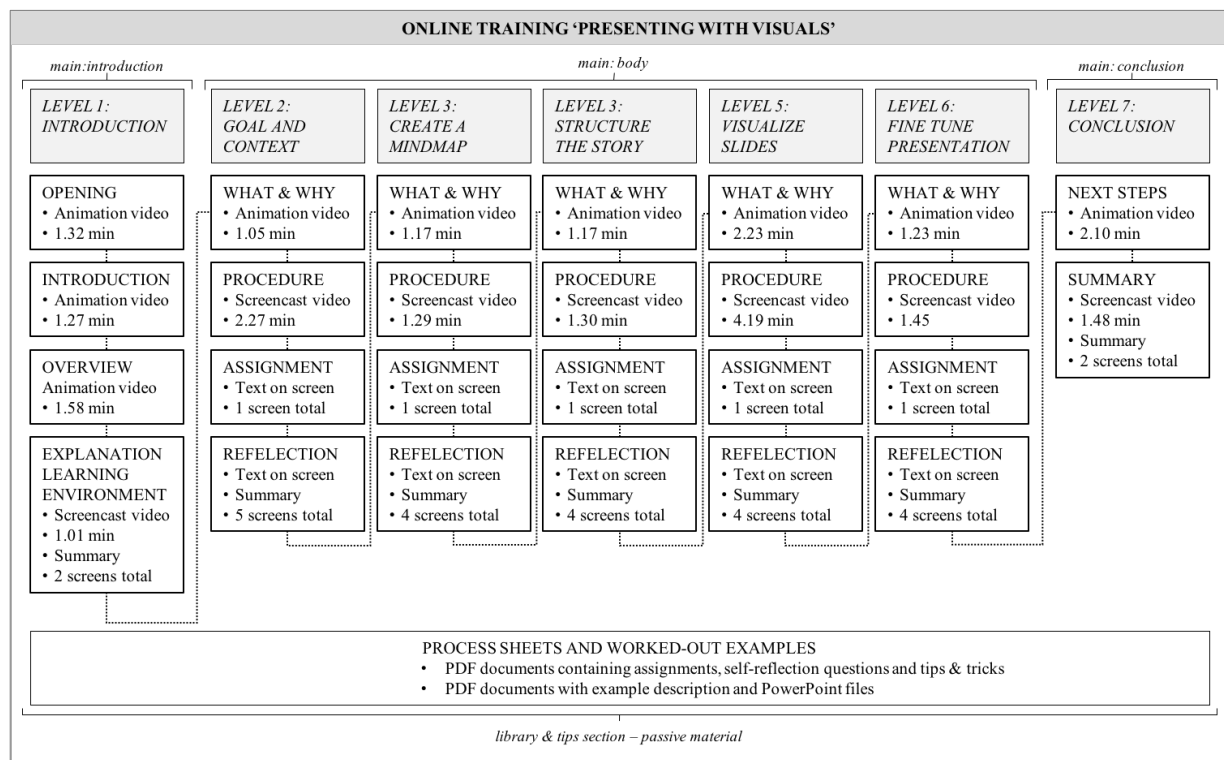 ONLINE TRAINING ‘PRESENTING WITH VISUALS’
main:introduction
main: body
main: conclusion
LEVEL 1:
INTRODUCTION
LEVEL 2:
GOAL AND
CONTEXT
LEVEL 3:
CREATE A
MINDMAP
LEVEL 3:
STRUCTURE
THE STORY
LEVEL 5:
VISUALIZE
SLIDES
LEVEL 6:
FINE TUNE
PRESENTATION
LEVEL 7:
CONCLUSION
OPENING
• Animation video
• 1.32 min
INTRODUCTION
• Animation video
• 1.27 min
OVERVIEW
Animation video
• 1.58 min
EXPLANATION
LEARNING
ENVIRONMENT
• Screencast video
• 1.01 min
• Summary
• 2 screens total
WHAT & WHY
• Animation video
• 1.05 min
PROCEDURE
• Screencast video
• 2.27 min
ASSIGNMENT
• Text on screen
• 1 screen total
REFELECTION
• Text on screen
• Summary
• 5 screens total
WHAT & WHY
• Animation video
• 1.17 min
PROCEDURE
• Screencast video
• 1.29 min
ASSIGNMENT
• Text on screen
• 1 screen total
REFELECTION
• Text on screen
• Summary
• 4 screens total
WHAT & WHY
• Animation video
• 1.17 min
PROCEDURE
• Screencast video
• 1.30 min
ASSIGNMENT
• Text on screen
• 1 screen total
REFELECTION
• Text on screen
• Summary
• 4 screens total
WHAT & WHY
• Animation video
• 2.23 min
PROCEDURE
• Screencast video
• 4.19 min
ASSIGNMENT
• Text on screen
• 1 screen total
REFELECTION
• Text on screen
• Summary
• 4 screens total
WHAT & WHY
• Animation video
• 1.23 min
PROCEDURE
• Screencast video
• 1.45
ASSIGNMENT
• Text on screen
• 1 screen total
REFELECTION
• Text on screen
• Summary
• 4 screens total
NEXT STEPS
• Animation video
• 2.10 min
SUMMARY
• Screencast video
• 1.48 min
• Summary
• 2 screens total
PROCESS SHEETS AND WORKED-OUT EXAMPLES
• PDF documents containing assignments, self-reflection questions and tips & tricks
• PDF documents with example description and PowerPoint files
library & tips section – passive material